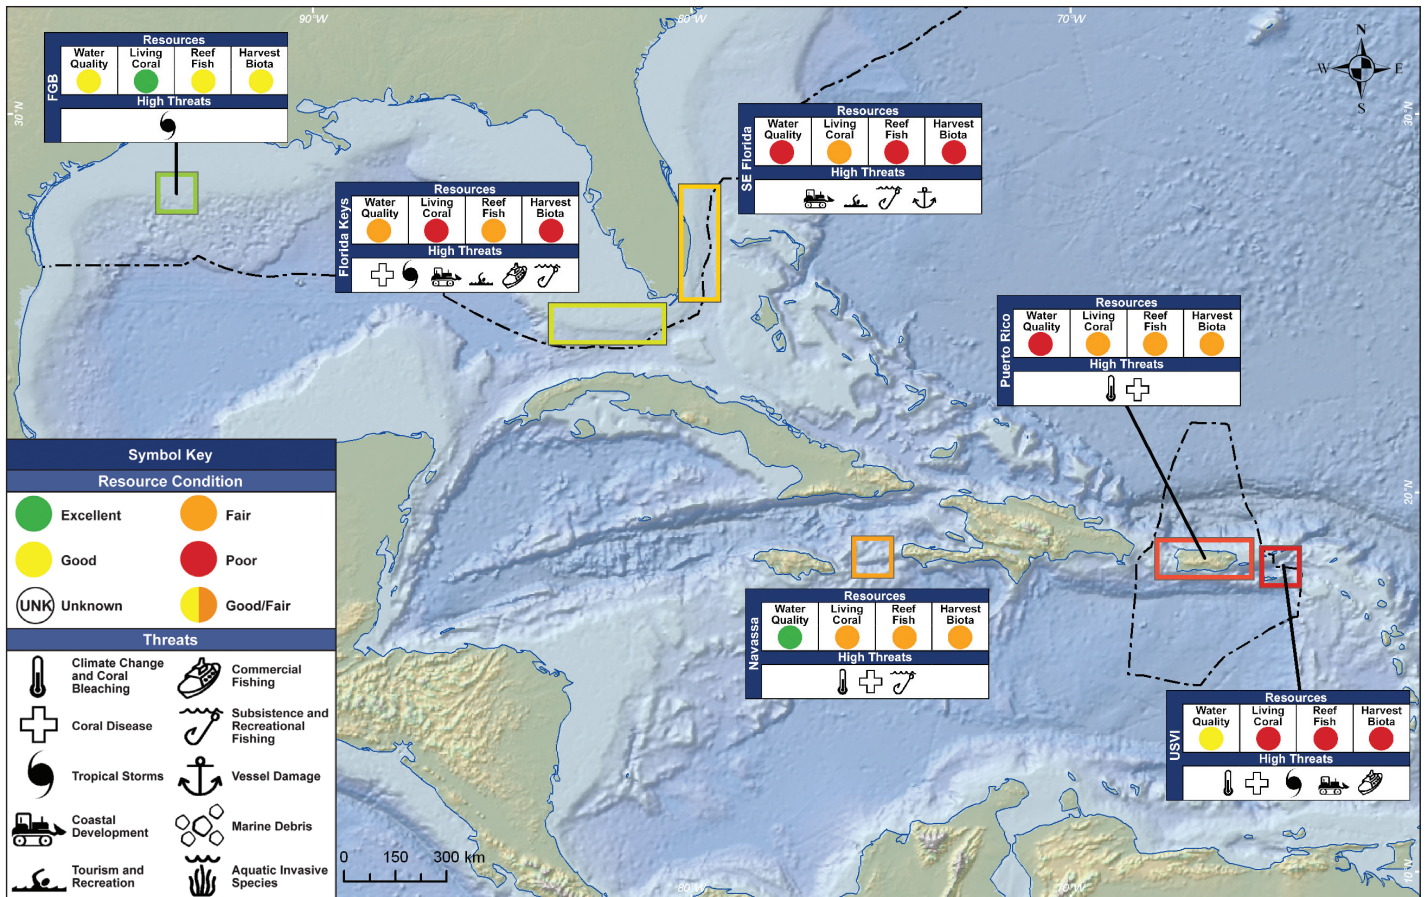 90°W
80°W
70°W
30°N
30°N
N
W
E
S
Resources
FGB
Water Quality
Living Coral
Reef Fish
Harvest Biota
High Threats
Resources
SE Florida
Water Quality
Living Coral
Reef Fish
Harvest Biota
High Threats
Resources
Florida Keys
Water Quality
Living Coral
Reef Fish
Harvest Biota
High Threats
Resources
Puerto Rico
Water Quality
Living Coral
Reef Fish
Harvest Biota
High Threats
20°N
Resources
Navassa
Water Quality
Living Coral
Reef Fish
Harvest Biota
High Threats
Resources
USVI
Water Quality
Living Coral
Reef Fish
Harvest Biota
High Threats
Symbol Key
Resource Condition
Excellent
Fair
Good
Poor
UNK
Unknown
Good/Fair
Threats
Climate Change
and Coral
Bleaching
Commercial
Fishing
Coral Disease
Subsistence and
Recreational
Fishing
Tropical Storms
Vessel Damage
Coastal
Development
Marine Debris
Tourism and
Recreation
Aquatic Invasive
Species
0 150 300 km
80°W
70°W
10°N